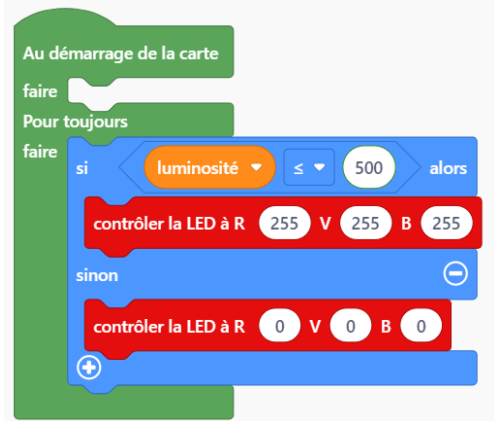 Au démarrage de la carte
faire
Pour toujours
faire
si luminosité ≤ 500 alors
contrôler la LED à R 255 V 255 B 255
sinon
contrôler la LED à R 0 V 0 B 0